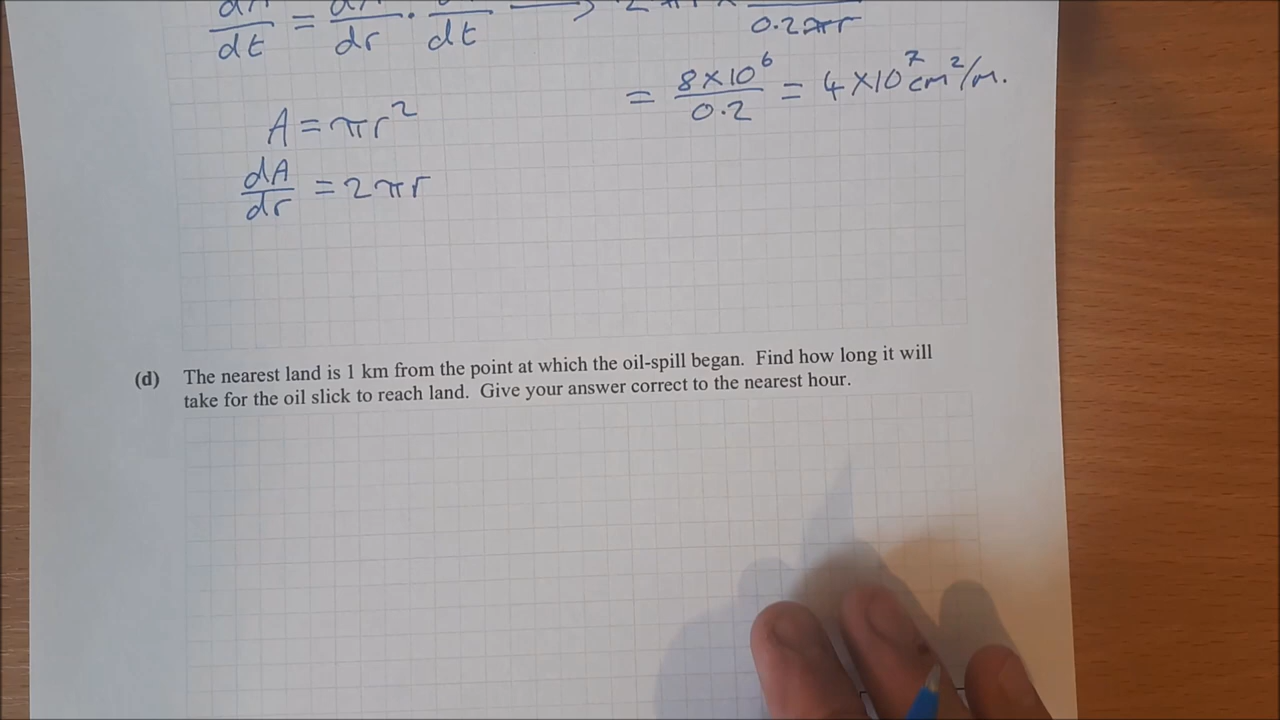 dA/dt = dA/dr · d/dt → 2πr × /0.2πr
= 8×10⁶/0.2 = 4×10⁷ cm²/m.
A = πr²
dA/dr = 2πr
(d) The nearest land is 1 km from the point at which the oil-spill began. Find how long it will
take for the oil slick to reach land. Give your answer correct to the nearest hour.